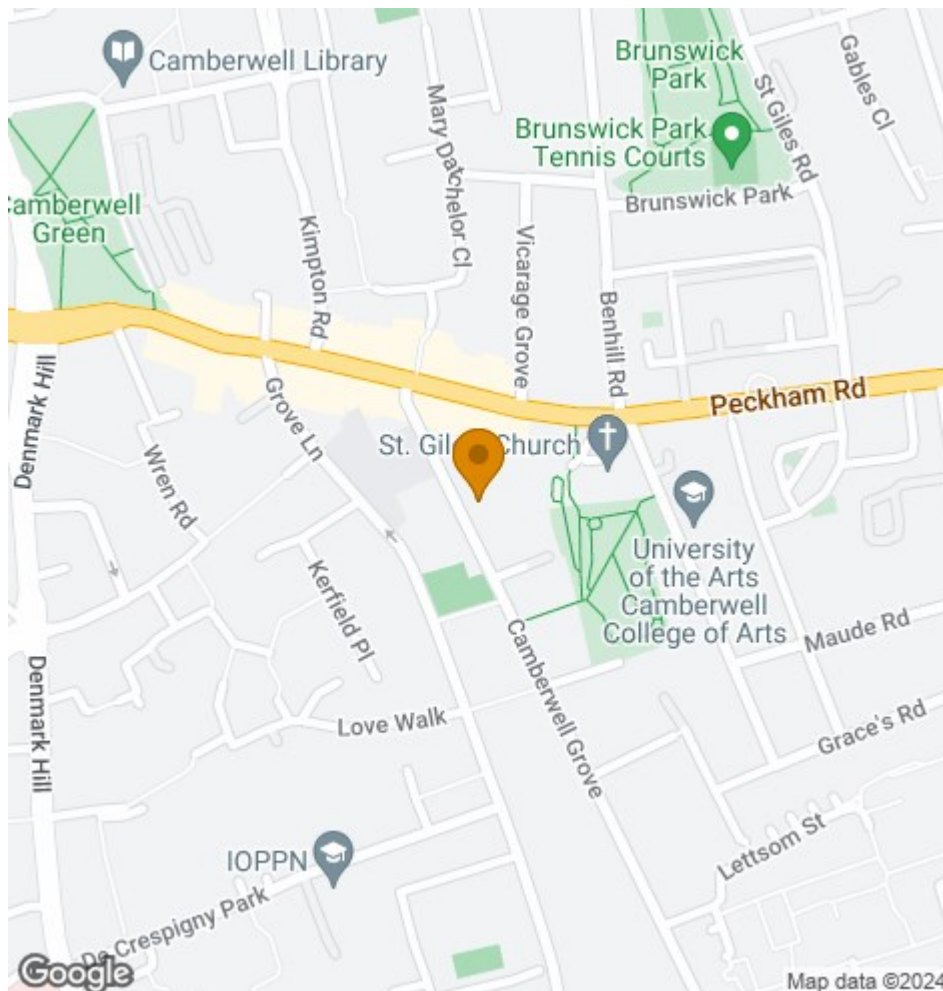 Camberwell Library
Brunswick
Park
Gables Cl
St Giles Rd
Brunswick Park
Tennis Courts
Mary Datchelor Cl
Brunswick Park
Camberwell
Green
Kimpton Rd
Vicarage Grove
Benhill Rd
Peckham Rd
Denmark Hill
Grove Ln
St. Gil
Church
Wren Rd
University
of the Arts
Camberwell
College of Arts
Kerfield Pl
Camberwell Grove
Maude Rd
Denmark Hill
Love Walk
Grace's Rd
Lettsom St
IOPPN
De Crespigny Park
Google
Map data ©2024